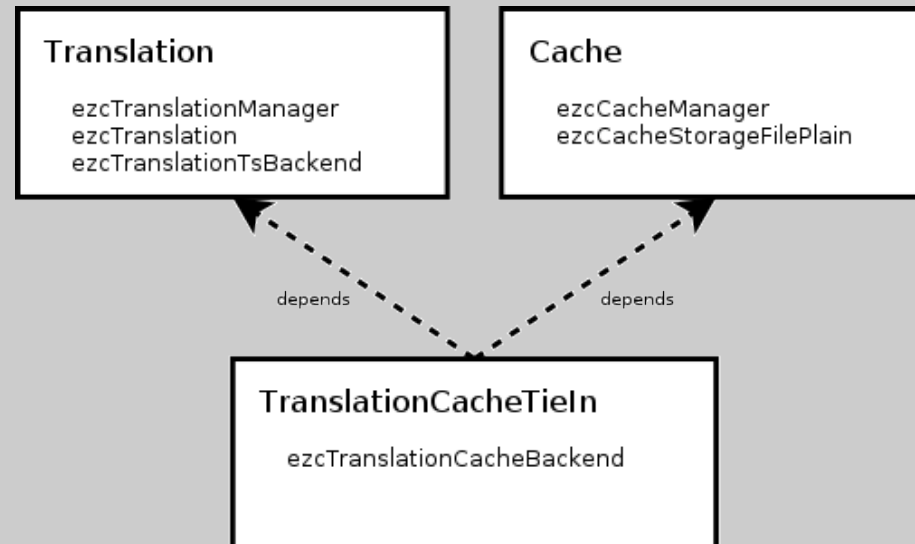 Translation
ezcTranslationManager
ezcTranslation
ezcTranslationTsBackend
Cache
ezcCacheManager
ezcCacheStorageFilePlain
depends
depends
TranslationCacheTieIn
ezcTranslationCacheBackend